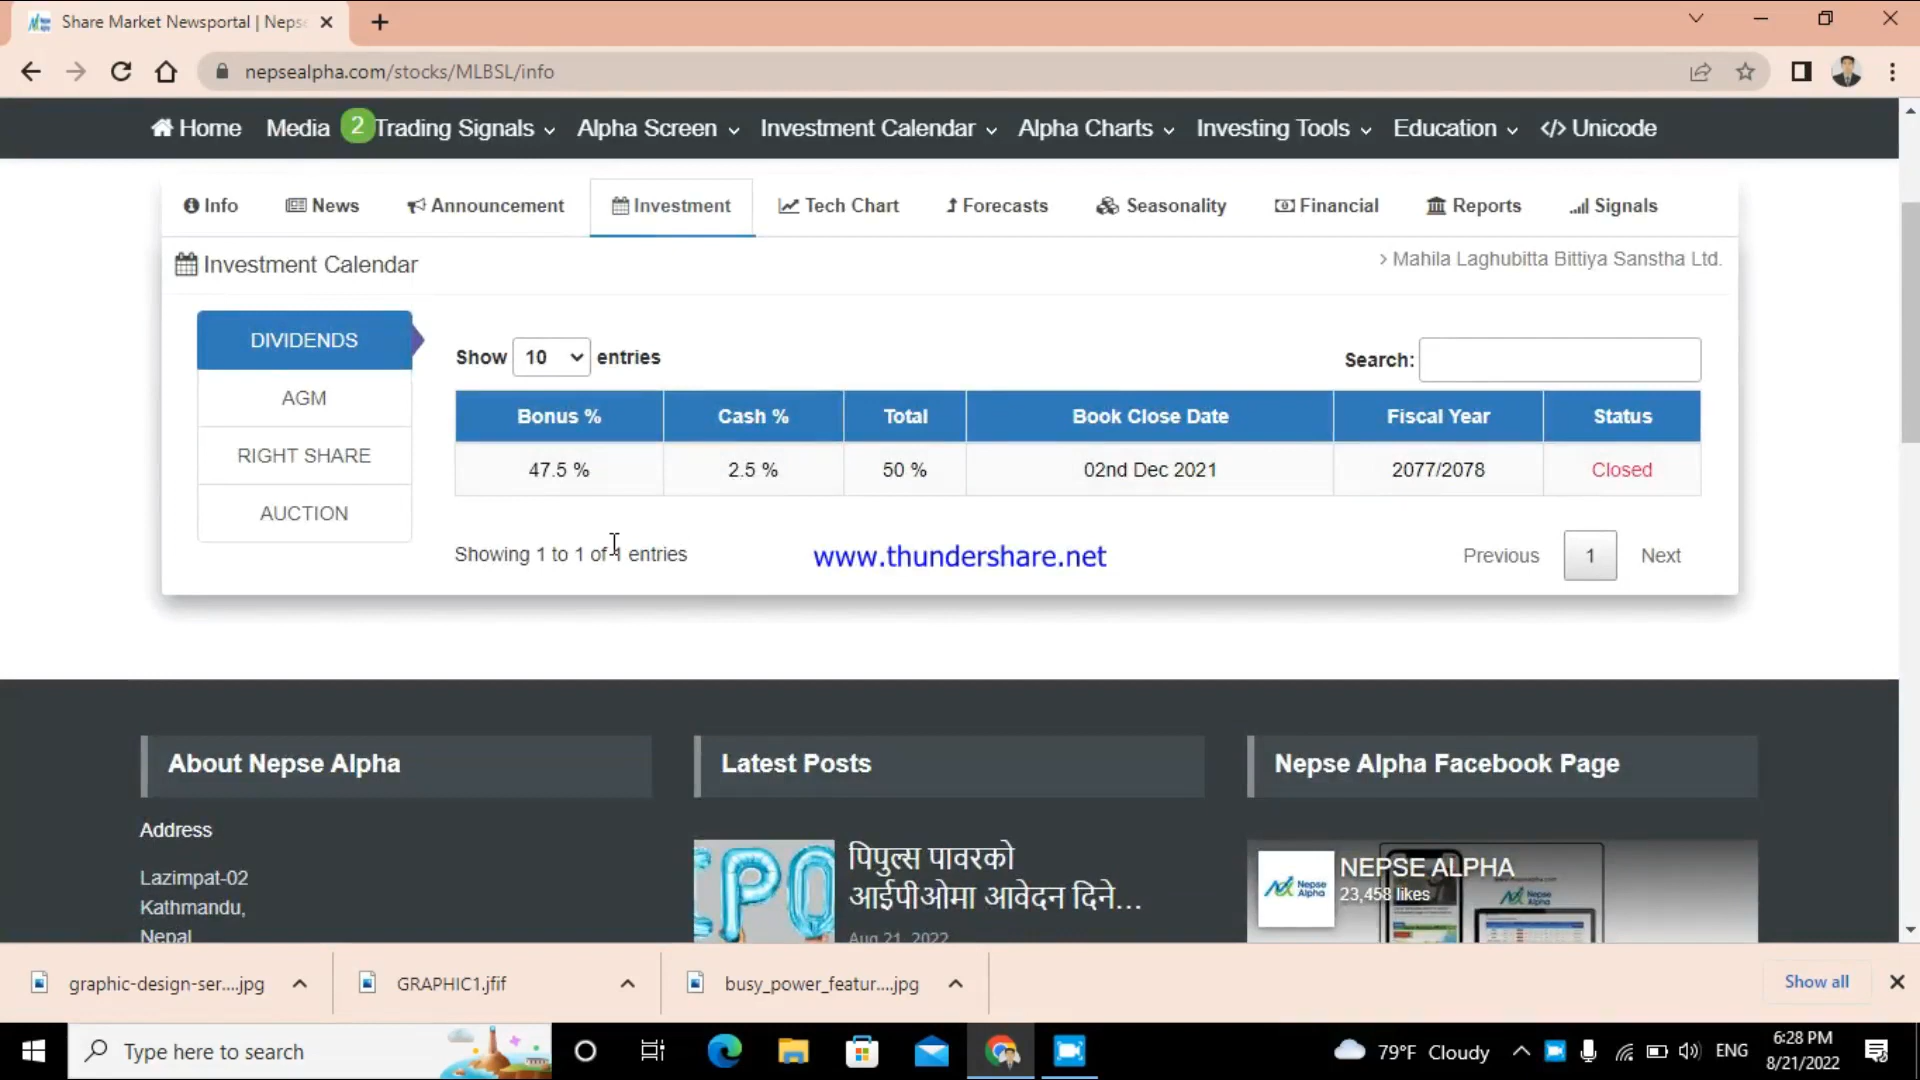 Share Market Newsportal | Neps
nepsealpha.com/stocks/MLBSL/info
Home Media 2 Trading Signals Alpha Screen Investment Calendar Alpha Charts Investing Tools Education </> Unicode
Info News Announcement Investment Tech Chart Forecasts Seasonality Financial Reports Signals
Investment Calendar
> Mahila Laghubitta Bittiya Sanstha Ltd.
DIVIDENDS
AGM
RIGHT SHARE
AUCTION
Show 10 entries
Search:
Bonus % Cash % Total Book Close Date Fiscal Year Status
47.5 % 2.5 % 50 % 02nd Dec 2021 2077/2078 Closed
Showing 1 to 1 of 1 entries
www.thundershare.net
Previous 1 Next
About Nepse Alpha
Address
Lazimpat-02
Kathmandu,
Nepal
Latest Posts
पिपुल्स पावरको
आईपीओमा आवेदन दिने...
Aug 21, 2022
Nepse Alpha Facebook Page
Nepse Alpha
NEPSE ALPHA
23,458 likes
graphic-design-ser....jpg
GRAPHIC1.jfif
busy_power_featur....jpg
Show all
Type here to search
79°F Cloudy
ENG
6:28 PM
8/21/2022